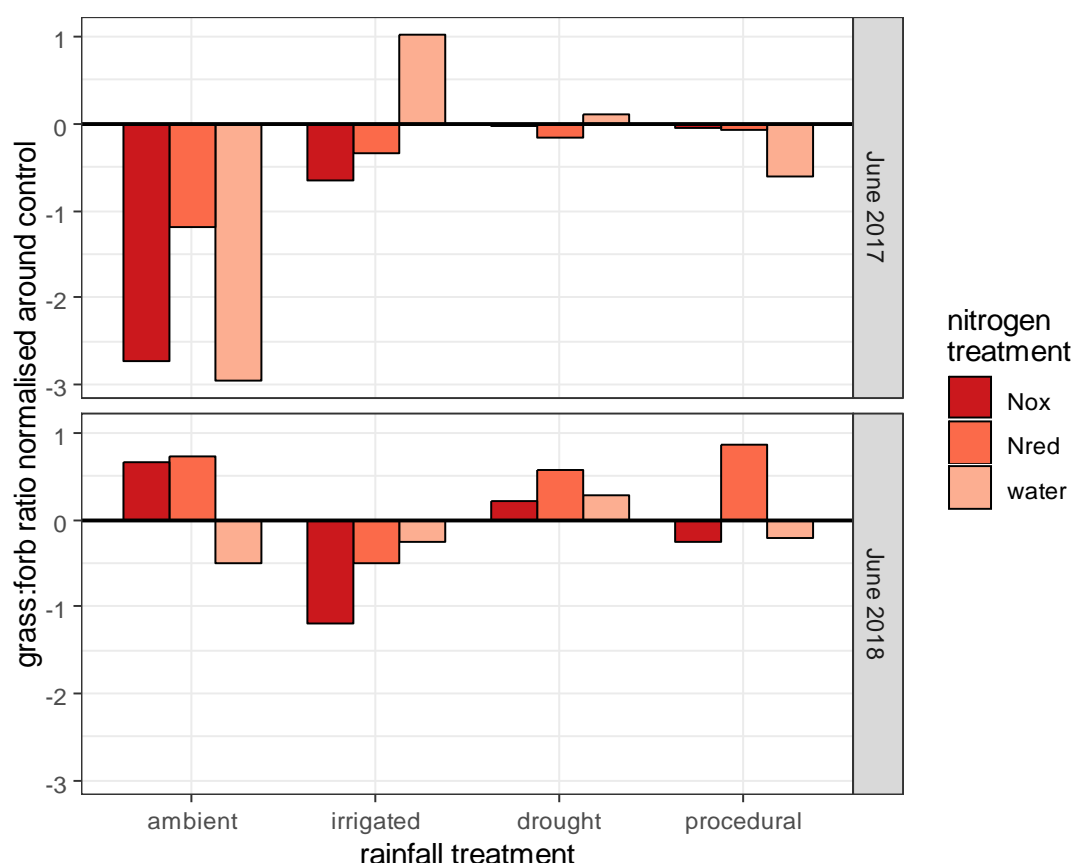 grass:forb ratio normalised around control
1
0
-1
-2
-3
June 2017
1
0
-1
-2
-3
June 2018
ambient irrigated drought procedural
rainfall treatment
nitrogen
treatment
Nox
Nred
water